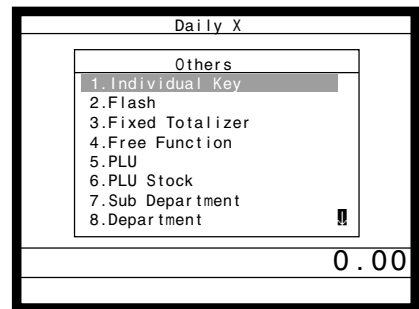 Daily X
Others
1.Individual Key
2.Flash
3.Fixed Totalizer
4.Free Function
5.PLU
6.PLU Stock
7.Sub Department
8.Department
0.00